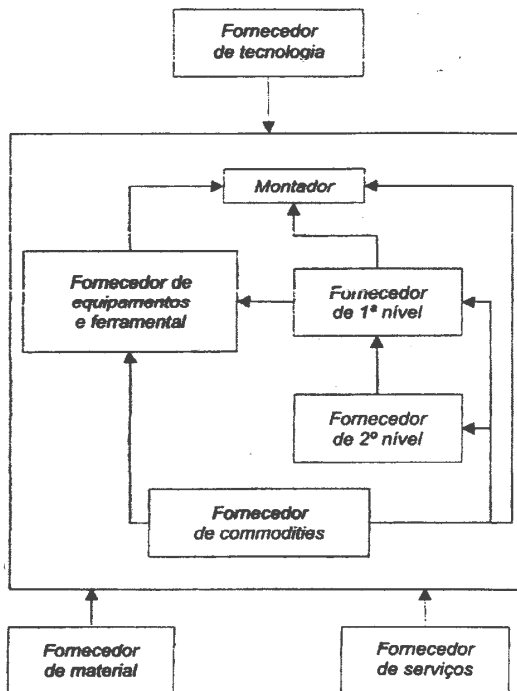 Fornecedor
de tecnologia
Montador
Fornecedor de
equipamentos
e ferramental
Fornecedor
de 1ª nível
Fornecedor
de 2º nível
Fornecedor
de commodities
Fornecedor
de material
Fornecedor
de serviços